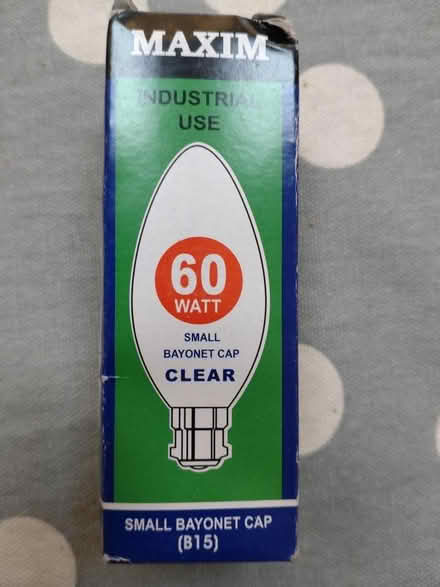 MAXIM
INDUSTRIAL
USE
60
WATT
SMALL
BAYONET CAP
CLEAR
SMALL BAYONET CAP
(B15)